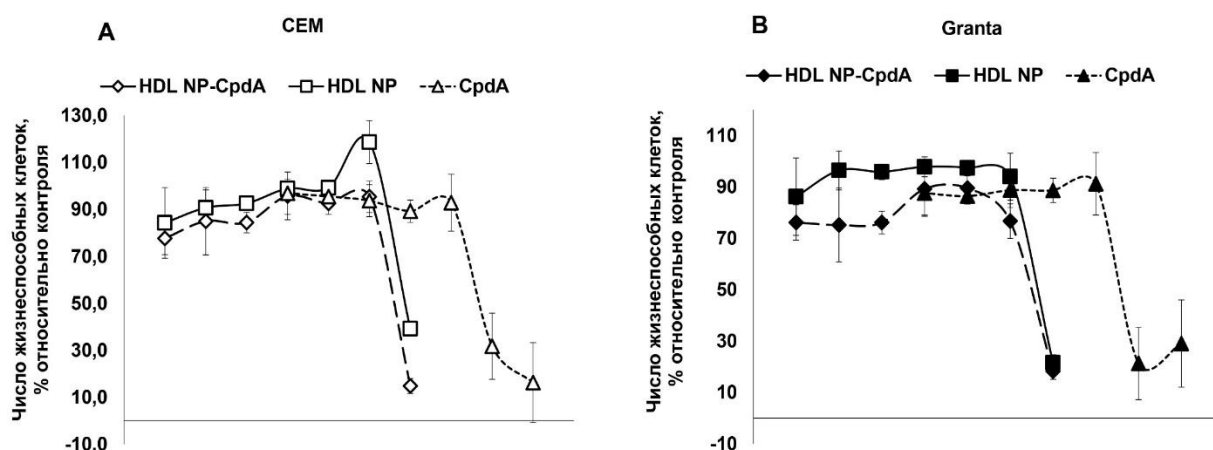 A
CEM
HDL NP-CpdA HDL NP CpdA
Число жизнеспособных клеток,
% относительно контроля
130,0
110,0
90,0
70,0
50,0
30,0
10,0
-10,0
B
Granta
HDL NP-CpdA HDL NP CpdA
Число жизнеспособных клеток,
% относительно контроля
110
90
70
50
30
10
-10